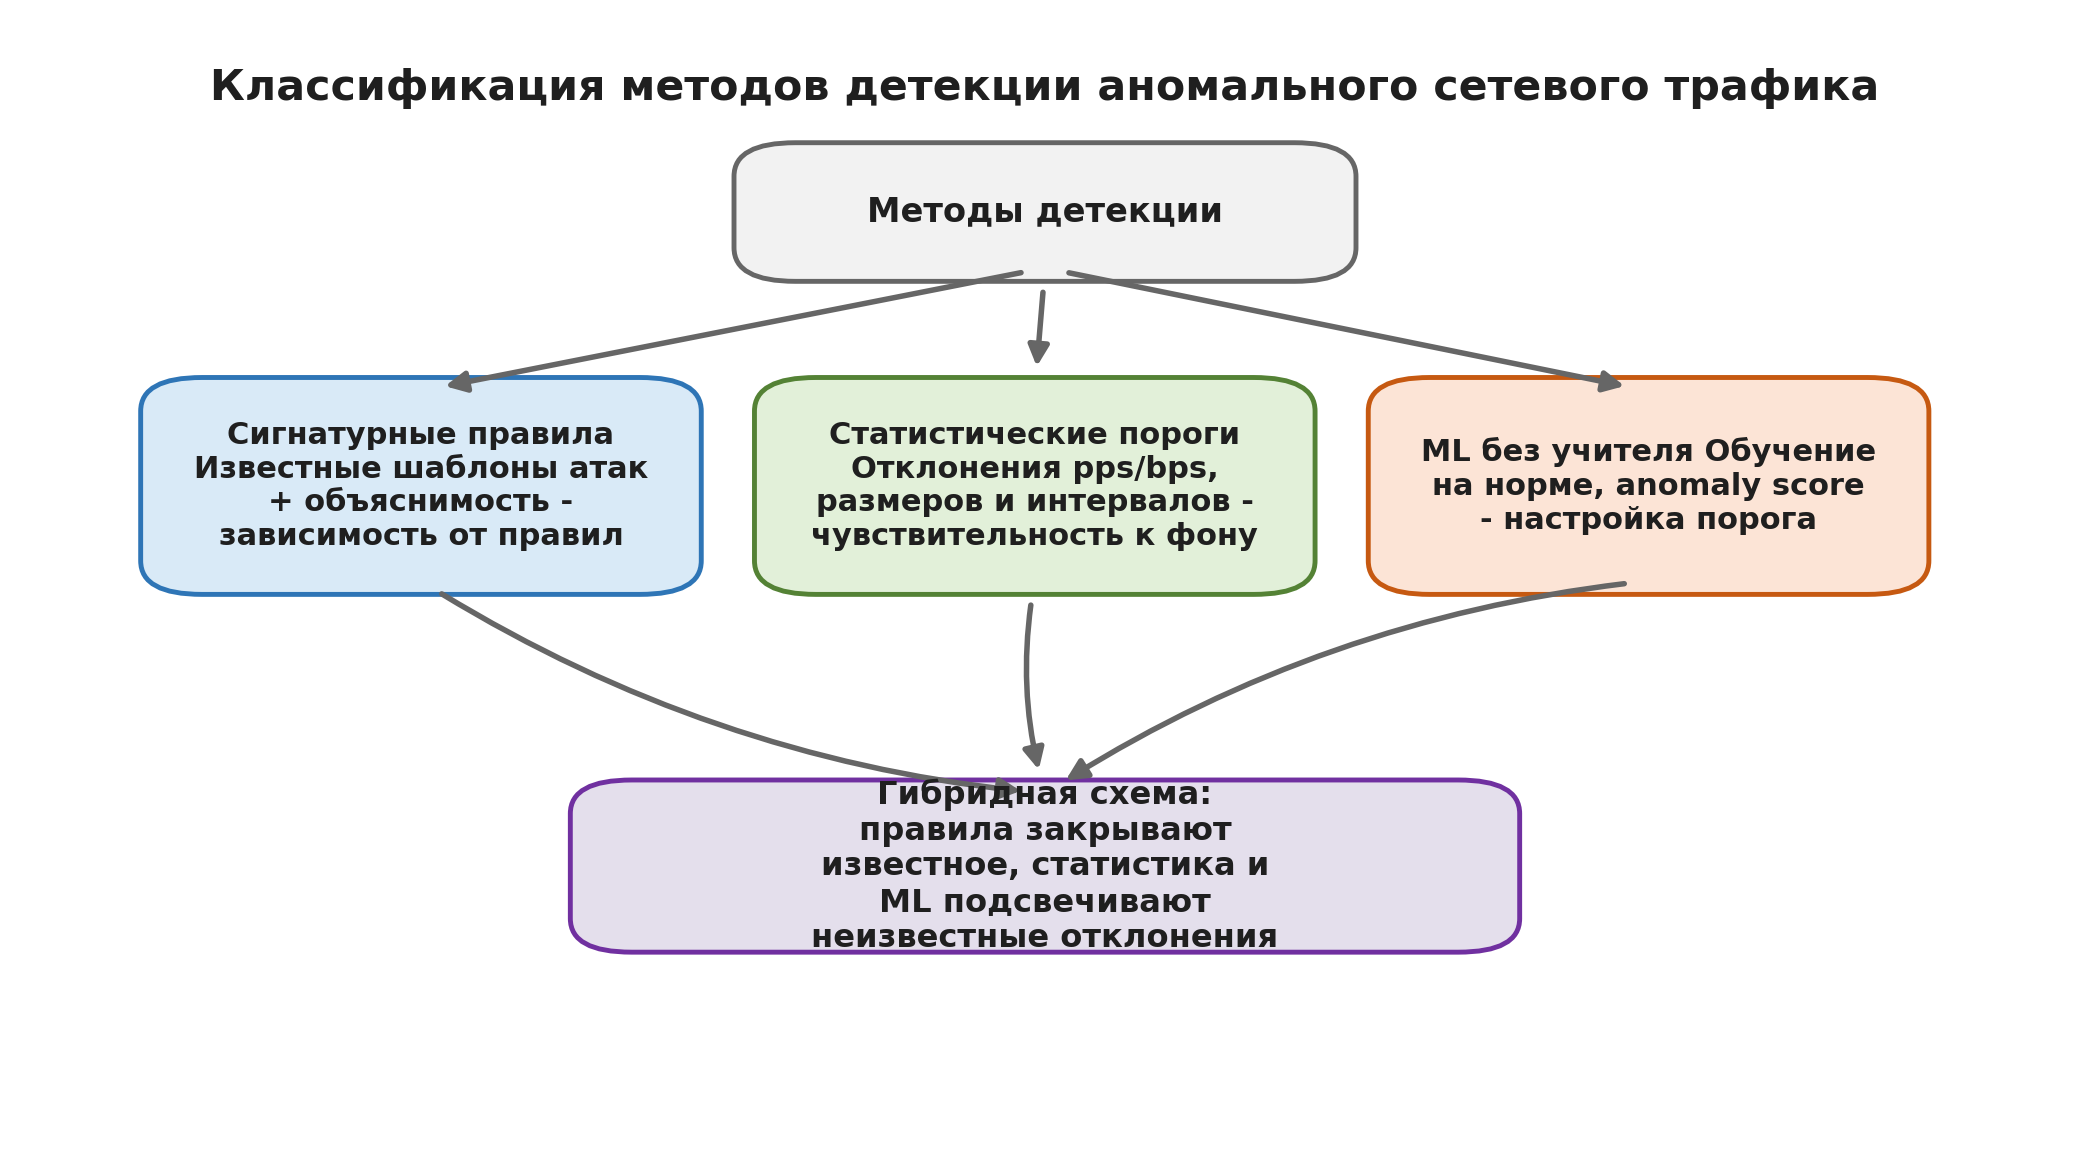 Классификация методов детекции аномального сетевого трафика
Методы детекции
Сигнатурные правила
Известные шаблоны атак
+ объяснимость -
зависимость от правил
Статистические пороги
Отклонения pps/bps,
размеров и интервалов -
чувствительность к фону
ML без учителя Обучение
на норме, anomaly score
- настройка порога
Гибридная схема:
правила закрывают
известное, статистика и
ML подсвечивают
неизвестные отклонения